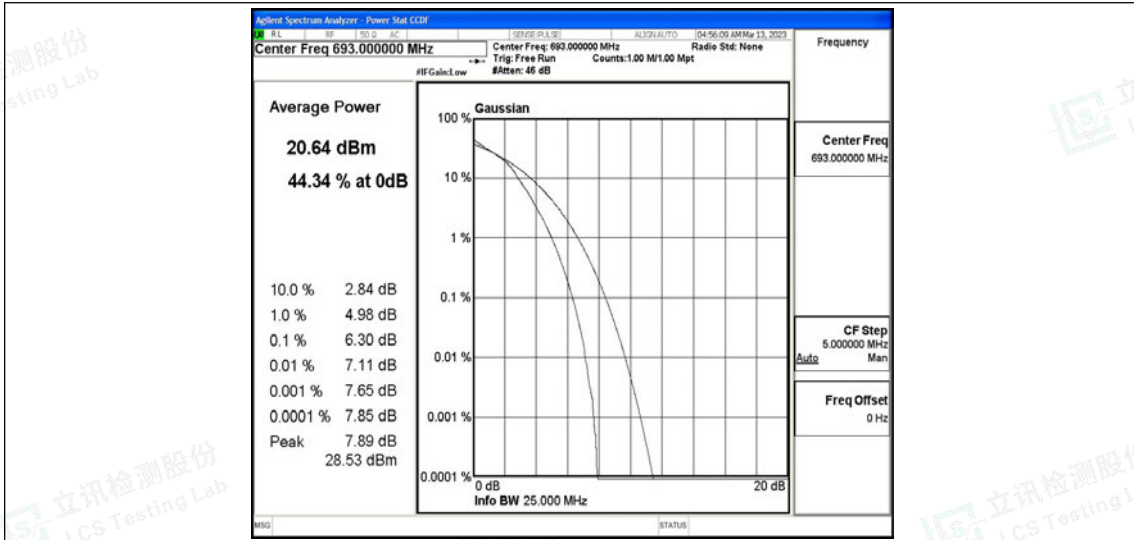 Agilent Spectrum Analyzer - Power Stat CCDF
RL RF 50 Ω AC SENSE:PULSE ALIGN AUTO 04:56:09 AM Mar 13, 2023
Center Freq 693.000000 MHz
Center Freq: 693.000000 MHz Radio Std: None
Trig: Free Run Counts:1.00 M/1.00 Mpt
#IFGain:Low #Atten: 46 dB
Frequency
Average Power
20.64 dBm
44.34 % at 0dB
10.0 % 2.84 dB
1.0 % 4.98 dB
0.1 % 6.30 dB
0.01 % 7.11 dB
0.001 % 7.65 dB
0.0001 % 7.85 dB
Peak 7.89 dB
28.53 dBm
Gaussian
100 %
10 %
1 %
0.1 %
0.01 %
0.001 %
0.0001 %
0 dB 20 dB
Info BW 25.000 MHz
Center Freq
693.000000 MHz
CF Step
5.000000 MHz
Auto Man
Freq Offset
0 Hz
MSG STATUS
立讯检测股份
LCS Testing Lab